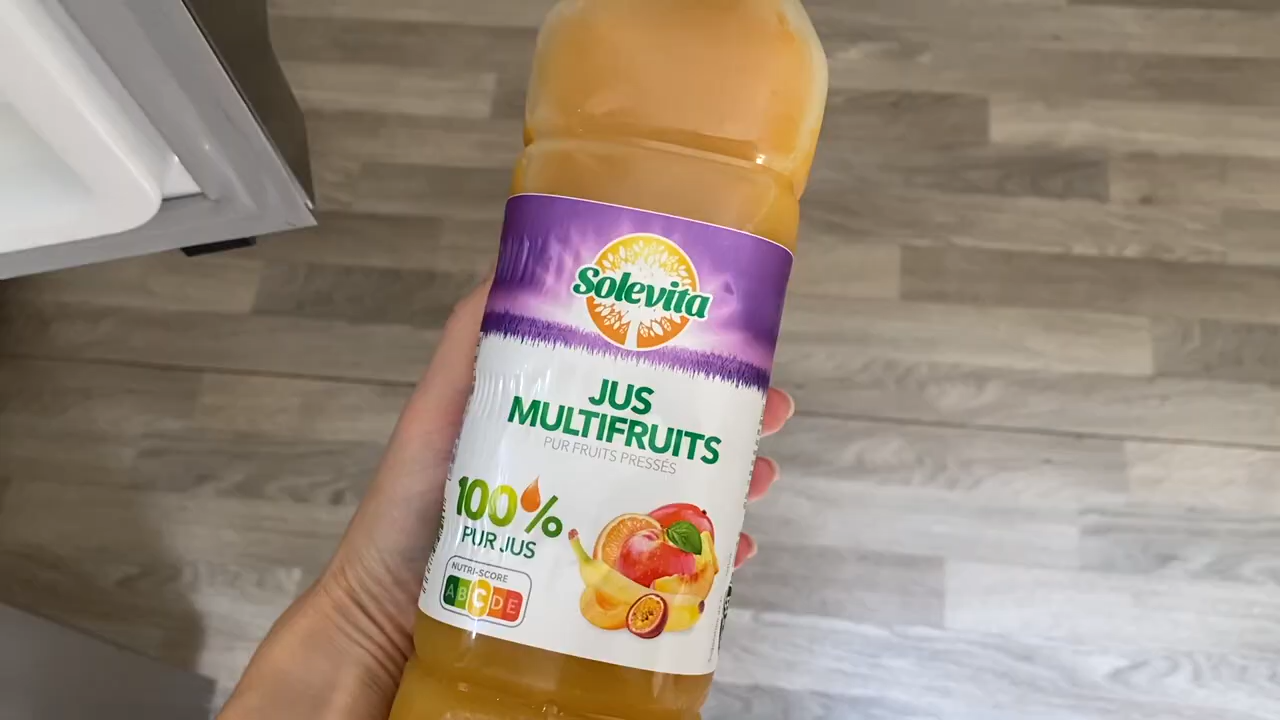 Solevita
JUS
MULTIFRUITS
PUR FRUITS PRESSÉS
100%
PUR JUS
NUTRI-SCORE
A B C D E